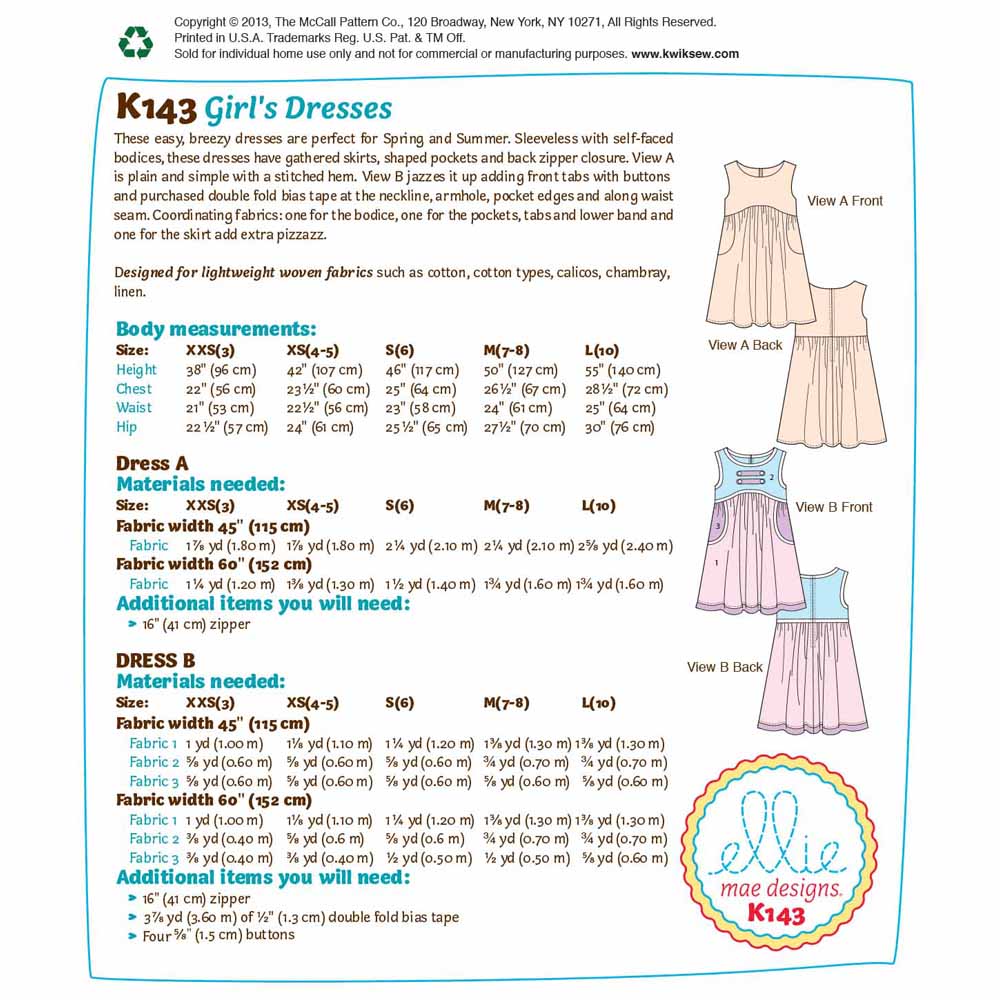 Copyright © 2013, The McCall Pattern Co., 120 Broadway, New York, NY 10271, All Rights Reserved.
Printed in U.S.A. Trademarks Reg. U.S. Pat. & TM Off.
Sold for individual home use only and not for commercial or manufacturing purposes. www.kwiksew.com
K143 Girl's Dresses
These easy, breezy dresses are perfect for Spring and Summer. Sleeveless with self-faced
bodices, these dresses have gathered skirts, shaped pockets and back zipper closure. View A
is plain and simple with a stitched hem. View B jazzes it up adding front tabs with buttons
and purchased double fold bias tape at the neckline, armhole, pocket edges and along waist
seam. Coordinating fabrics: one for the bodice, one for the pockets, tabs and lower band and
one for the skirt add extra pizzazz.
Designed for lightweight woven fabrics such as cotton, cotton types, calicos, chambray,
linen.
Body measurements:
Size: XXS(3) XS(4-5) S(6) M(7-8) L(10)
Height 38" (96 cm) 42" (107 cm) 46" (117 cm) 50" (127 cm) 55" (140 cm)
Chest 22" (56 cm) 23½" (60 cm) 25" (64 cm) 26½" (67 cm) 28½" (72 cm)
Waist 21" (53 cm) 22½" (56 cm) 23" (58 cm) 24" (61 cm) 25" (64 cm)
Hip 22 ½" (57 cm) 24" (61 cm) 25½" (65 cm) 27½" (70 cm) 30" (76 cm)
Dress A
Materials needed:
Size: XXS(3) XS(4-5) S(6) M(7-8) L(10)
Fabric width 45" (115 cm)
Fabric 1⅞ yd (1.80 m) 1⅞ yd (1.80 m) 2¼ yd (2.10 m) 2¼ yd (2.10 m) 2⅝ yd (2.40 m)
Fabric width 60" (152 cm)
Fabric 1¼ yd (1.20 m) 1⅜ yd (1.30 m) 1½ yd (1.40 m) 1¾ yd (1.60 m) 1¾ yd (1.60 m)
Additional items you will need:
➢ 16" (41 cm) zipper
DRESS B
Materials needed:
Size: XXS(3) XS(4-5) S(6) M(7-8) L(10)
Fabric width 45" (115 cm)
Fabric 1 1 yd (1.00 m) 1⅛ yd (1.10 m) 1¼ yd (1.20 m) 1⅜ yd (1.30 m) 1⅜ yd (1.30 m)
Fabric 2 ⅝ yd (0.60 m) ⅝ yd (0.60 m) ⅝ yd (0.60 m) ¾ yd (0.70 m) ¾ yd (0.70 m)
Fabric 3 ⅝ yd (0.60 m) ⅝ yd (0.60 m) ⅝ yd (0.60 m) ⅝ yd (0.60 m) ⅝ yd (0.60 m)
Fabric width 60" (152 cm)
Fabric 1 1 yd (1.00 m) 1⅛ yd (1.10 m) 1¼ yd (1.20 m) 1⅜ yd (1.30 m) 1⅜ yd (1.30 m)
Fabric 2 ⅜ yd (0.40 m) ⅝ yd (0.6 m) ⅝ yd (0.6 m) ¾ yd (0.70 m) ¾ yd (0.70 m)
Fabric 3 ⅜ yd (0.40 m) ⅜ yd (0.40 m) ½ yd (0.50 m) ½ yd (0.50 m) ⅝ yd (0.60 m)
Additional items you will need:
➢ 16" (41 cm) zipper
➢ 3⅞ yd (3.60 m) of ½" (1.3 cm) double fold bias tape
➢ Four ⅝" (1.5 cm) buttons
View A Front
View A Back
2
View B Front
3
1
View B Back
ellie
mae designs.
K143